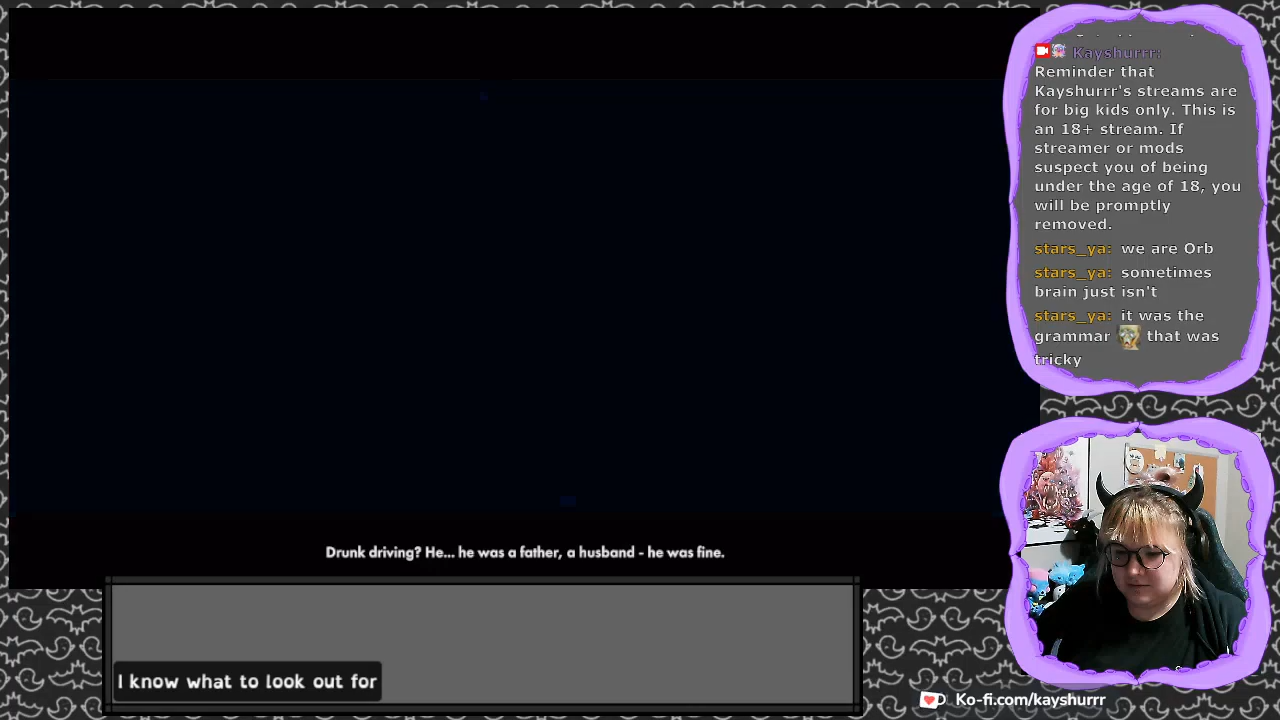 Kayshurrr:
Reminder that
Kayshurrr's streams are
for big kids only. This is
an 18+ stream. If
streamer or mods
suspect you of being
under the age of 18, you
will be promptly
removed.
stars_ya: we are Orb
stars_ya: sometimes
brain just isn't
stars_ya: it was the
grammar that was
tricky
Drunk driving? He... he was a father, a husband - he was fine.
I know what to look out for
Ko-fi.com/kayshurrr